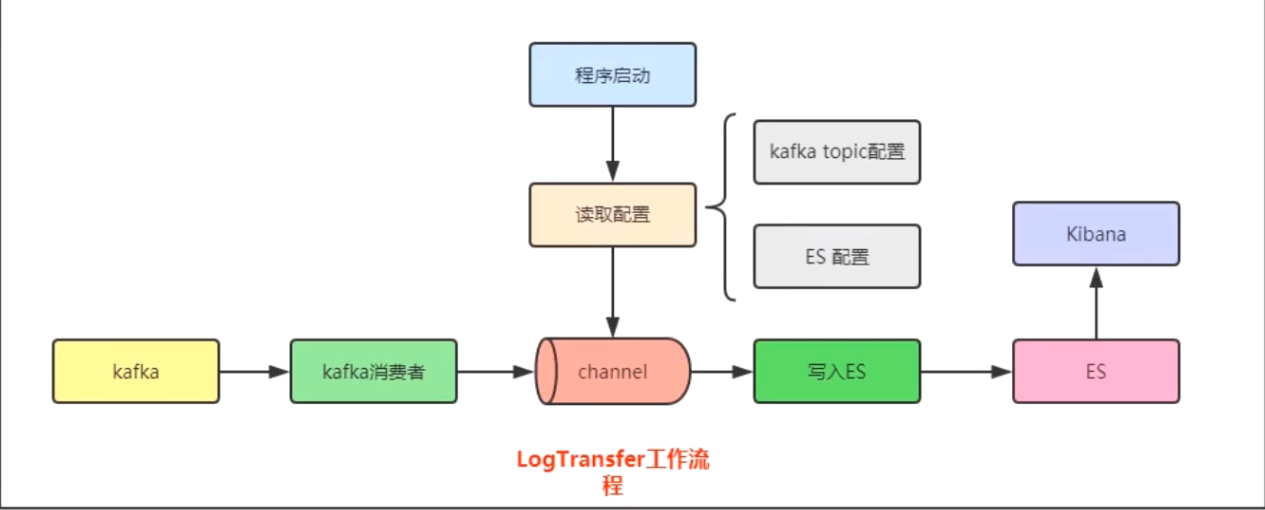 程序启动
kafka topic配置
读取配置
ES 配置
Kibana
kafka
kafka消费者
channel
写入ES
ES
LogTransfer工作流
程